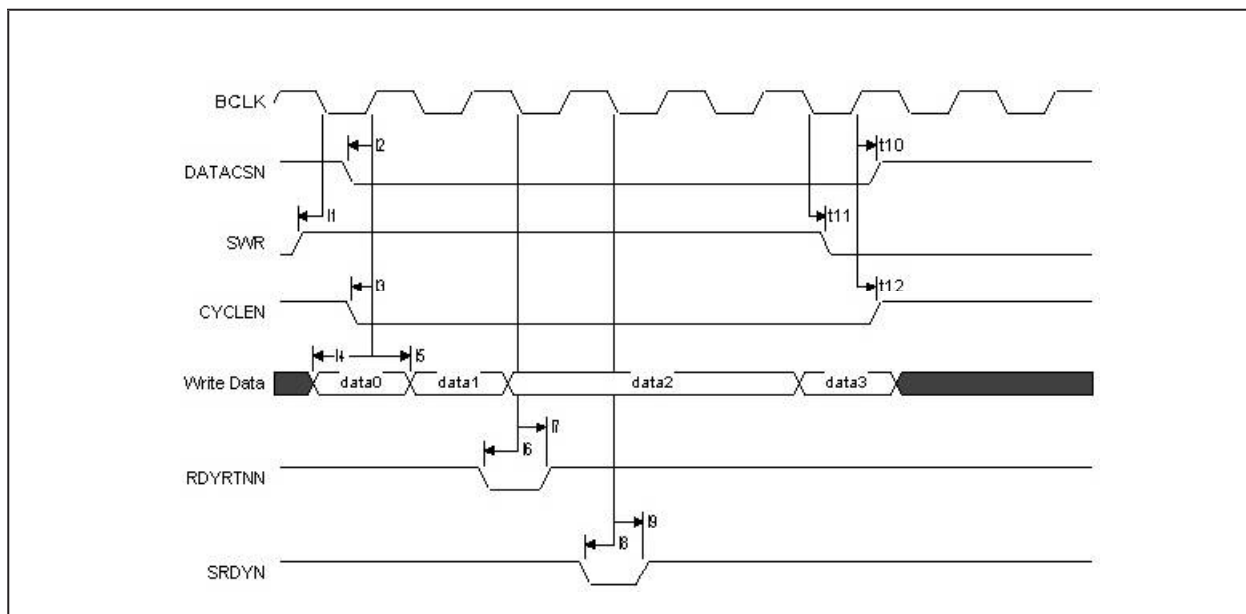 BCLK
t2
t10
DATACSN
t1
t11
SWR
t3
t12
CYCLEN
t4
t5
Write Data
data0
data1
data2
data3
t7
t6
RDYRTNN
t9
t8
SRDYN